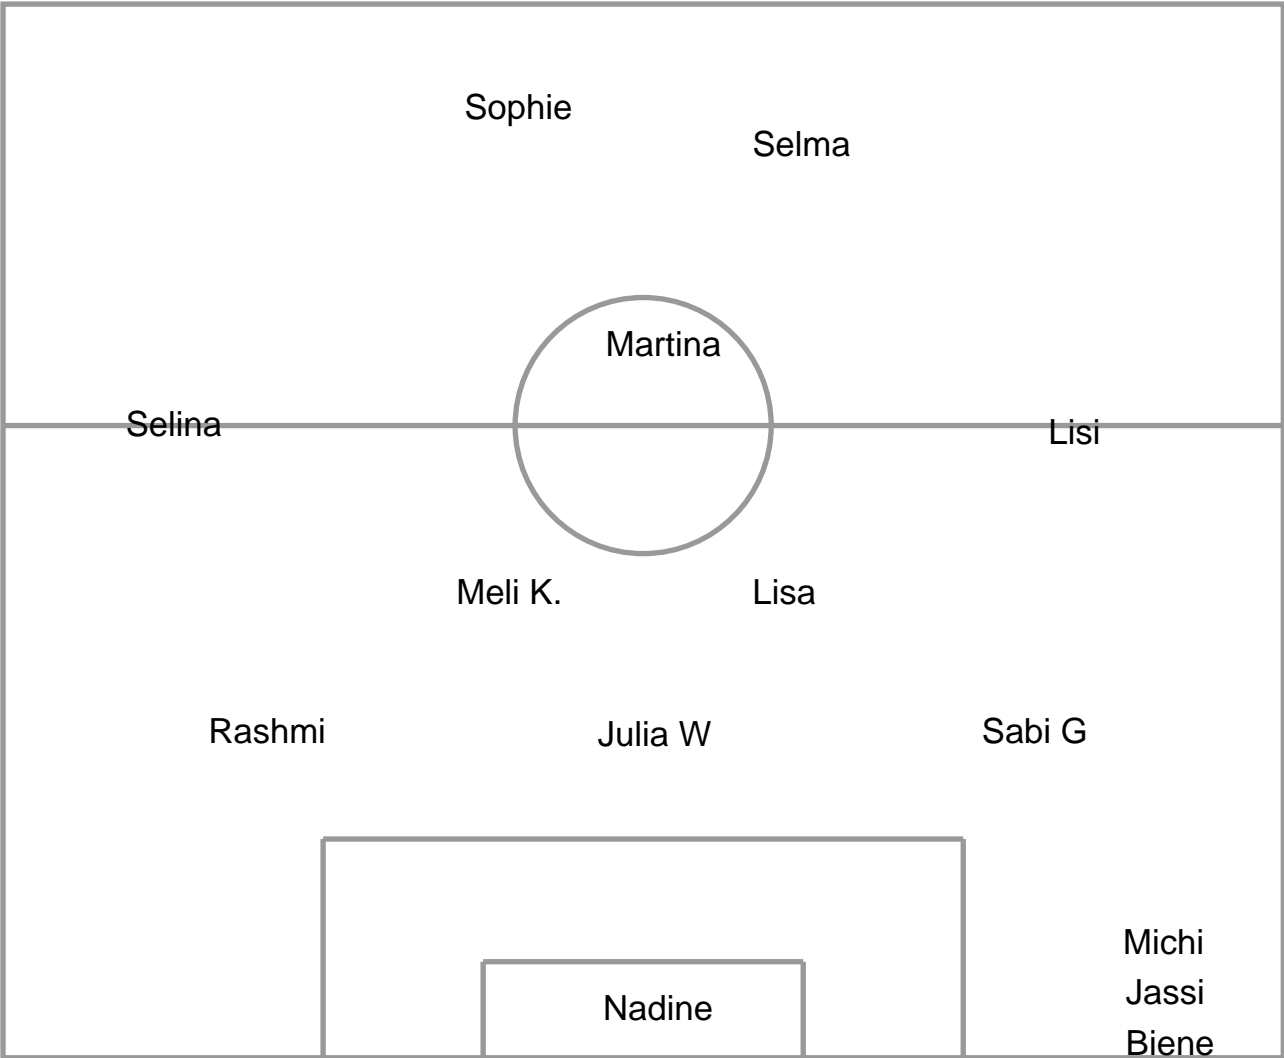 Sophie
Selma
Martina
Selina
Lisi
Meli K.
Lisa
Rashmi
Julia W
Sabi G
Michi
Jassi
Nadine
Biene